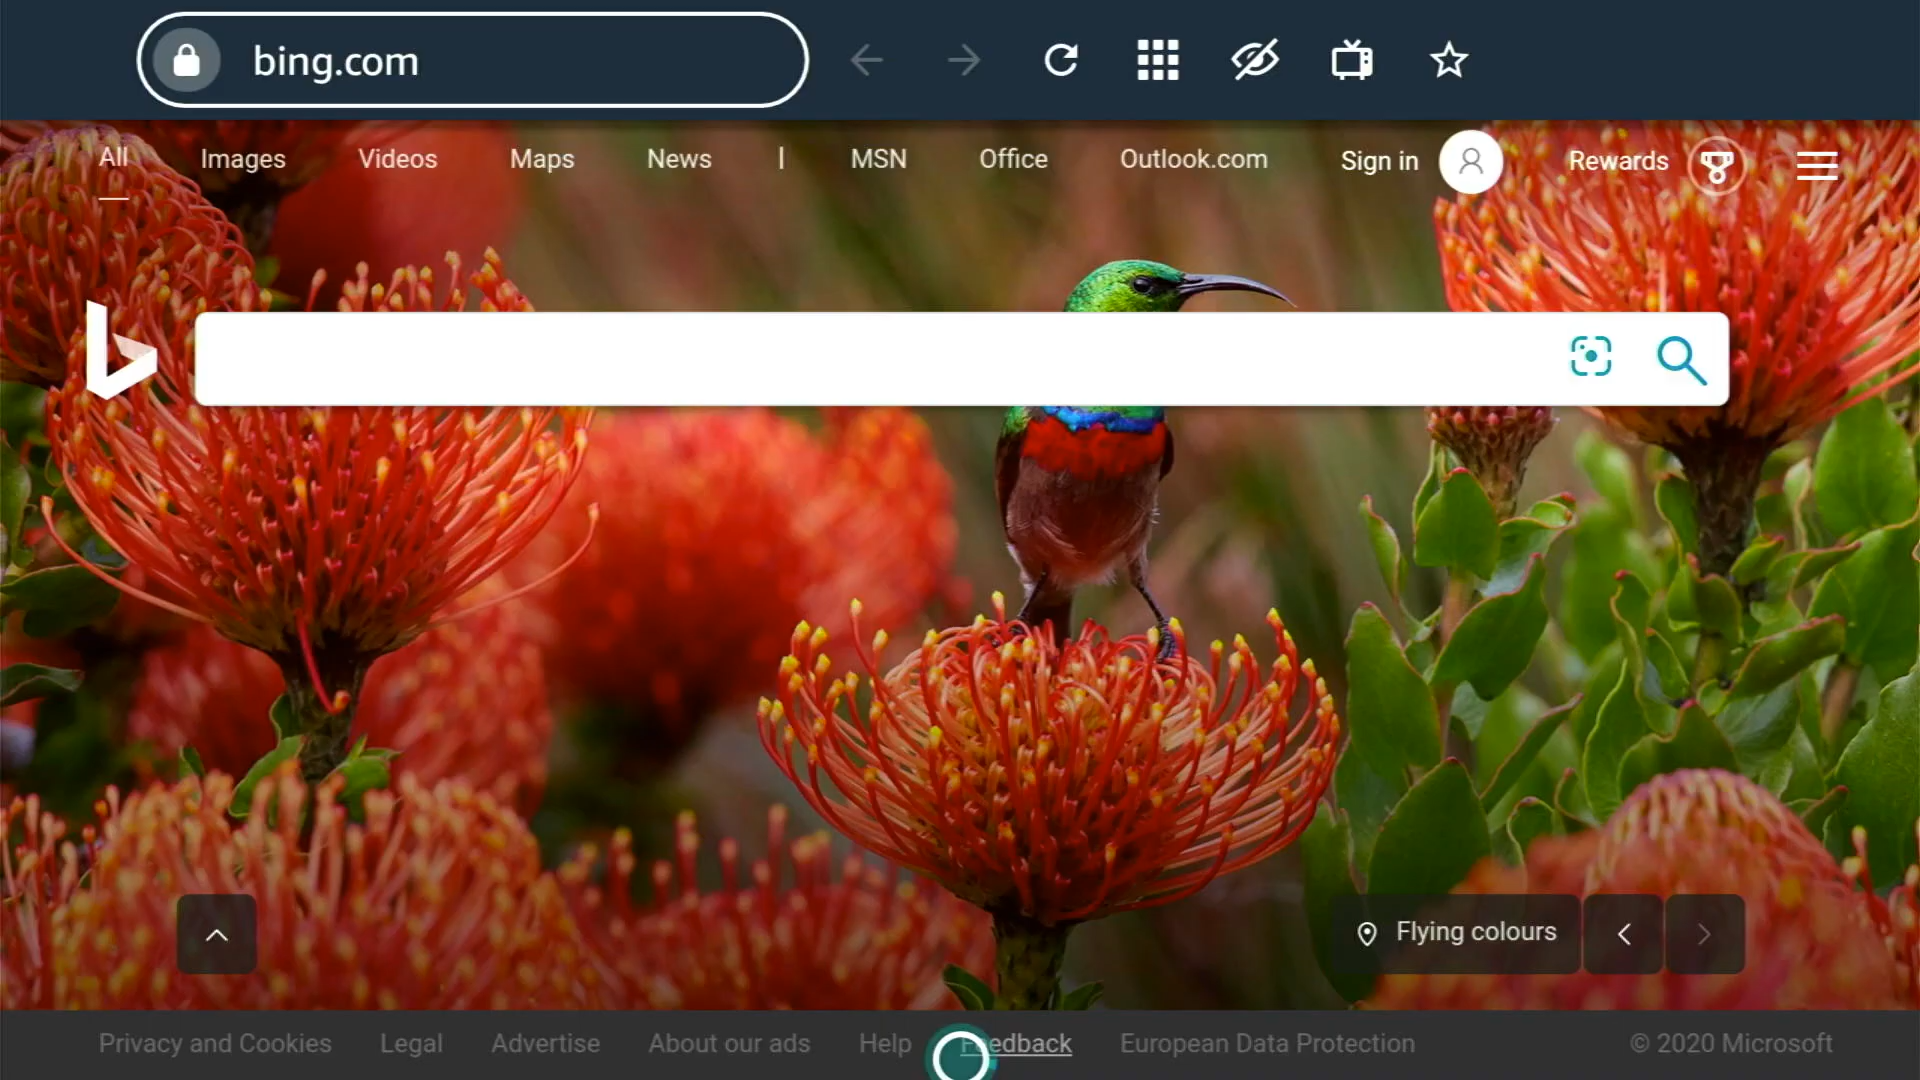 bing.com
All Images Videos Maps News | MSN Office Outlook.com Sign in Rewards
Flying colours
Privacy and Cookies Legal Advertise About our ads Help Feedback European Data Protection © 2020 Microsoft